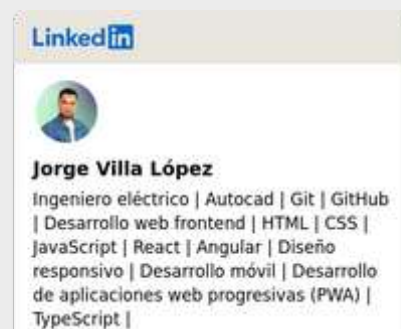 Linkedin
Jorge Villa López
Ingeniero eléctrico | Autocad | Git | GitHub
| Desarrollo web frontend | HTML | CSS |
JavaScript | React | Angular | Diseño
responsivo | Desarrollo móvil | Desarrollo
de aplicaciones web progresivas (PWA) |
TypeScript |